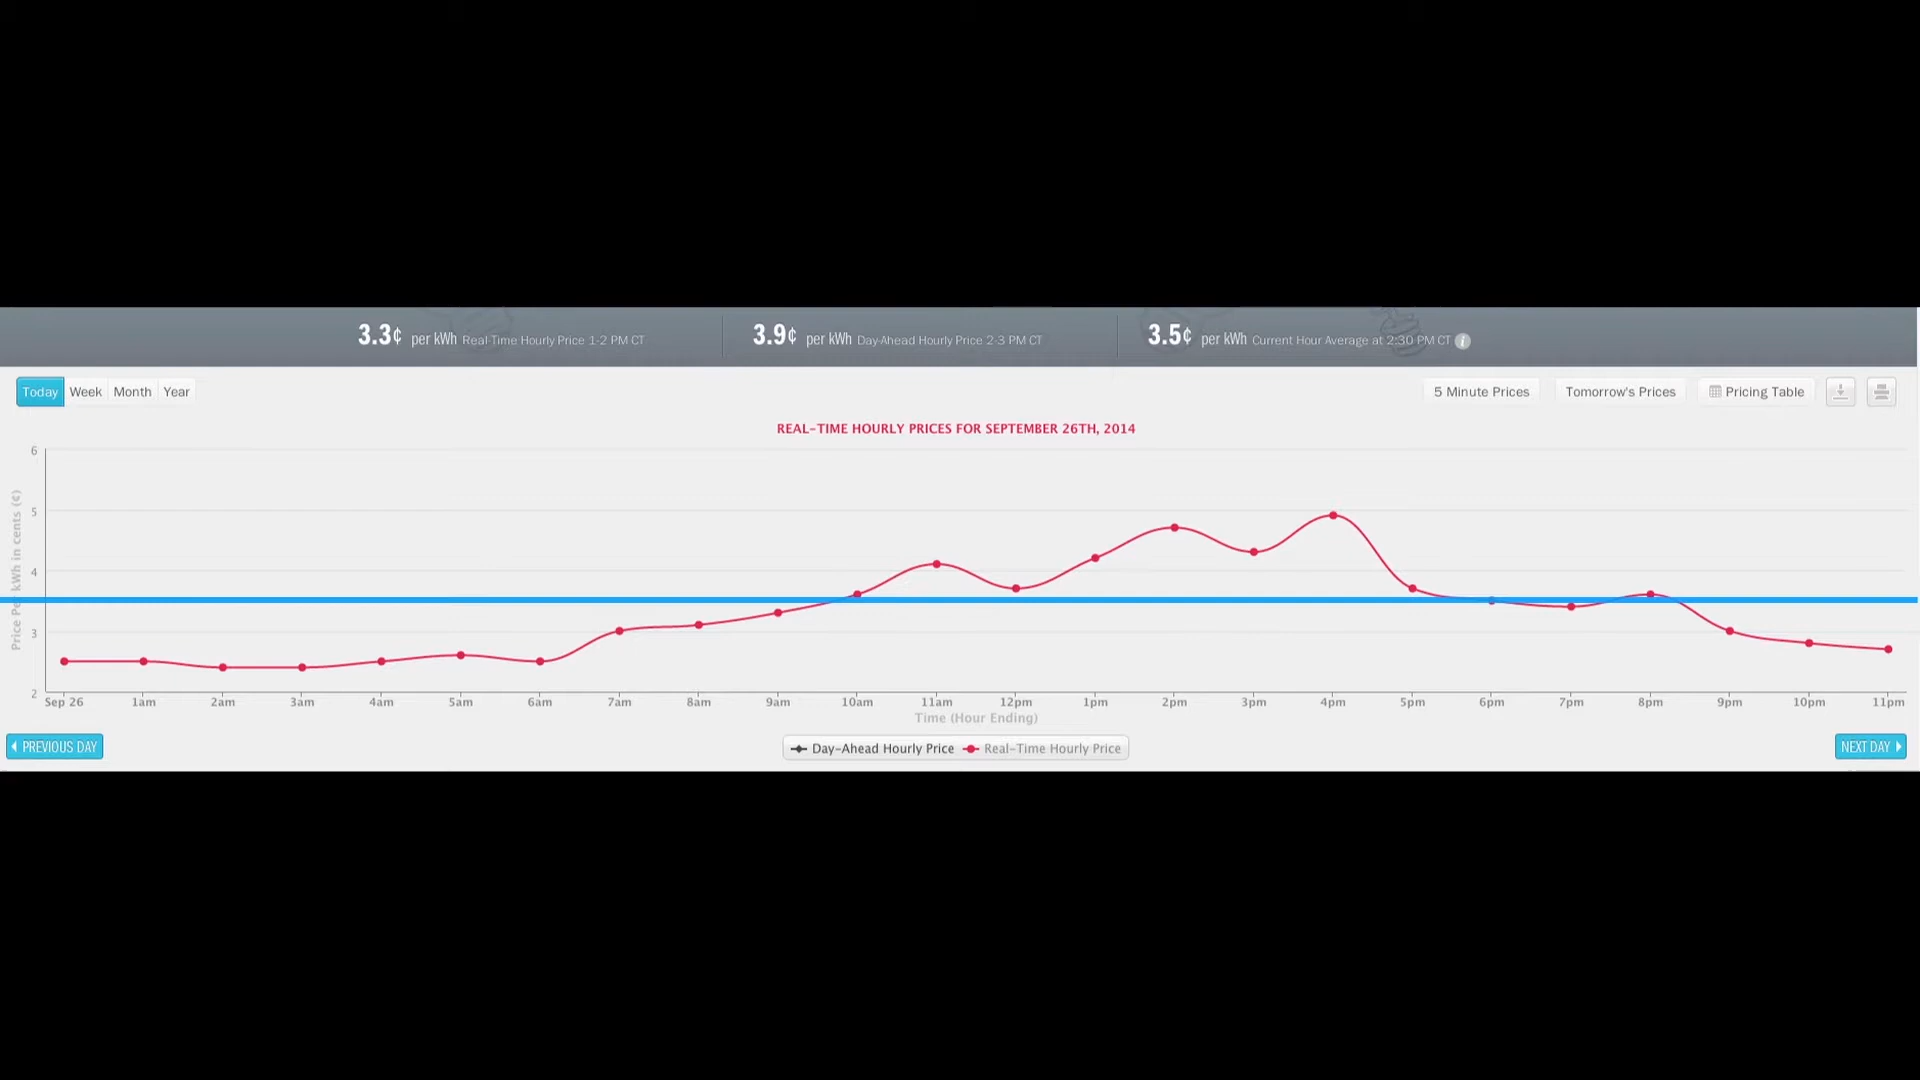 3.3¢ per kWh Real-Time Hourly Price 1-2 PM CT
3.9¢ per kWh Day-Ahead Hourly Price 2-3 PM CT
3.5¢ per kWh Current Hour Average at 2:30 PM CT i
Today Week Month Year
5 Minute Prices Tomorrow's Prices Pricing Table
REAL-TIME HOURLY PRICES FOR SEPTEMBER 26TH, 2014
Price Per kWh in cents (¢)
6
5
4
3
2
Sep 26 1am 2am 3am 4am 5am 6am 7am 8am 9am 10am 11am 12pm 1pm 2pm 3pm 4pm 5pm 6pm 7pm 8pm 9pm 10pm 11pm
Time (Hour Ending)
PREVIOUS DAY
Day-Ahead Hourly Price Real-Time Hourly Price
NEXT DAY